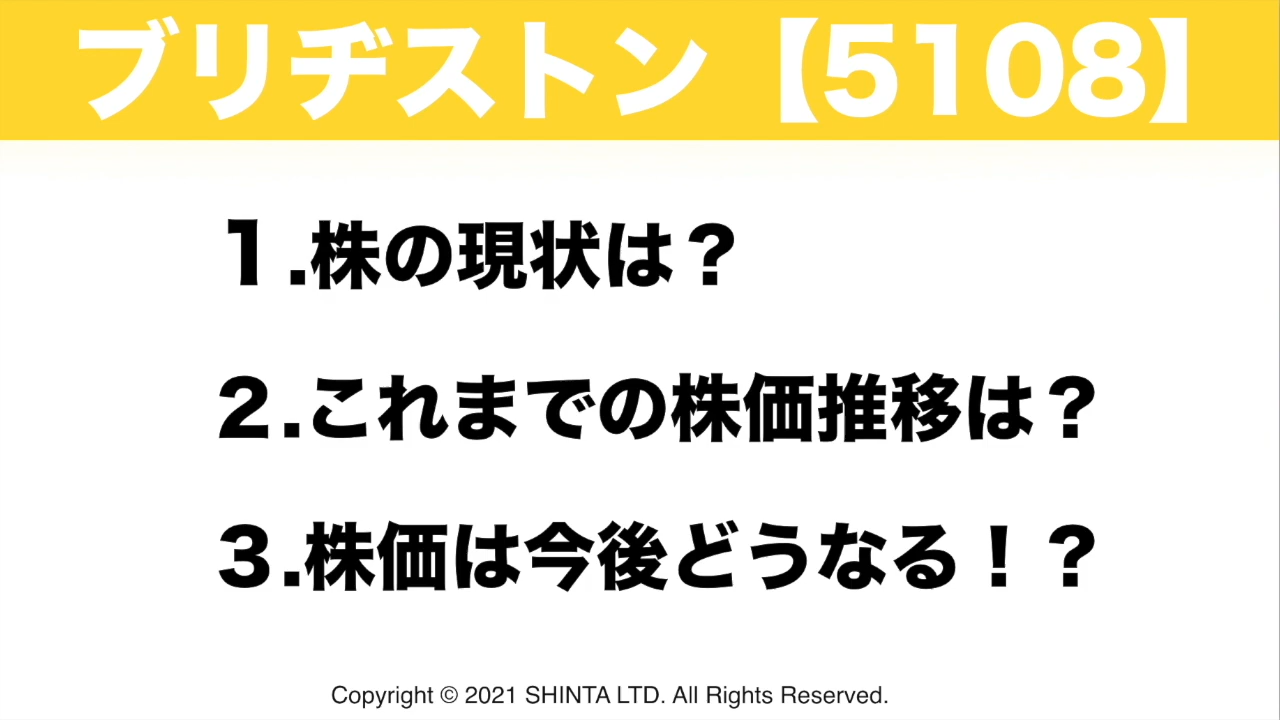 ブリヂストン【5108】
１.株の現状は？
２.これまでの株価推移は？
３.株価は今後どうなる！？
Copyright © 2021 SHINTA LTD. All Rights Reserved.